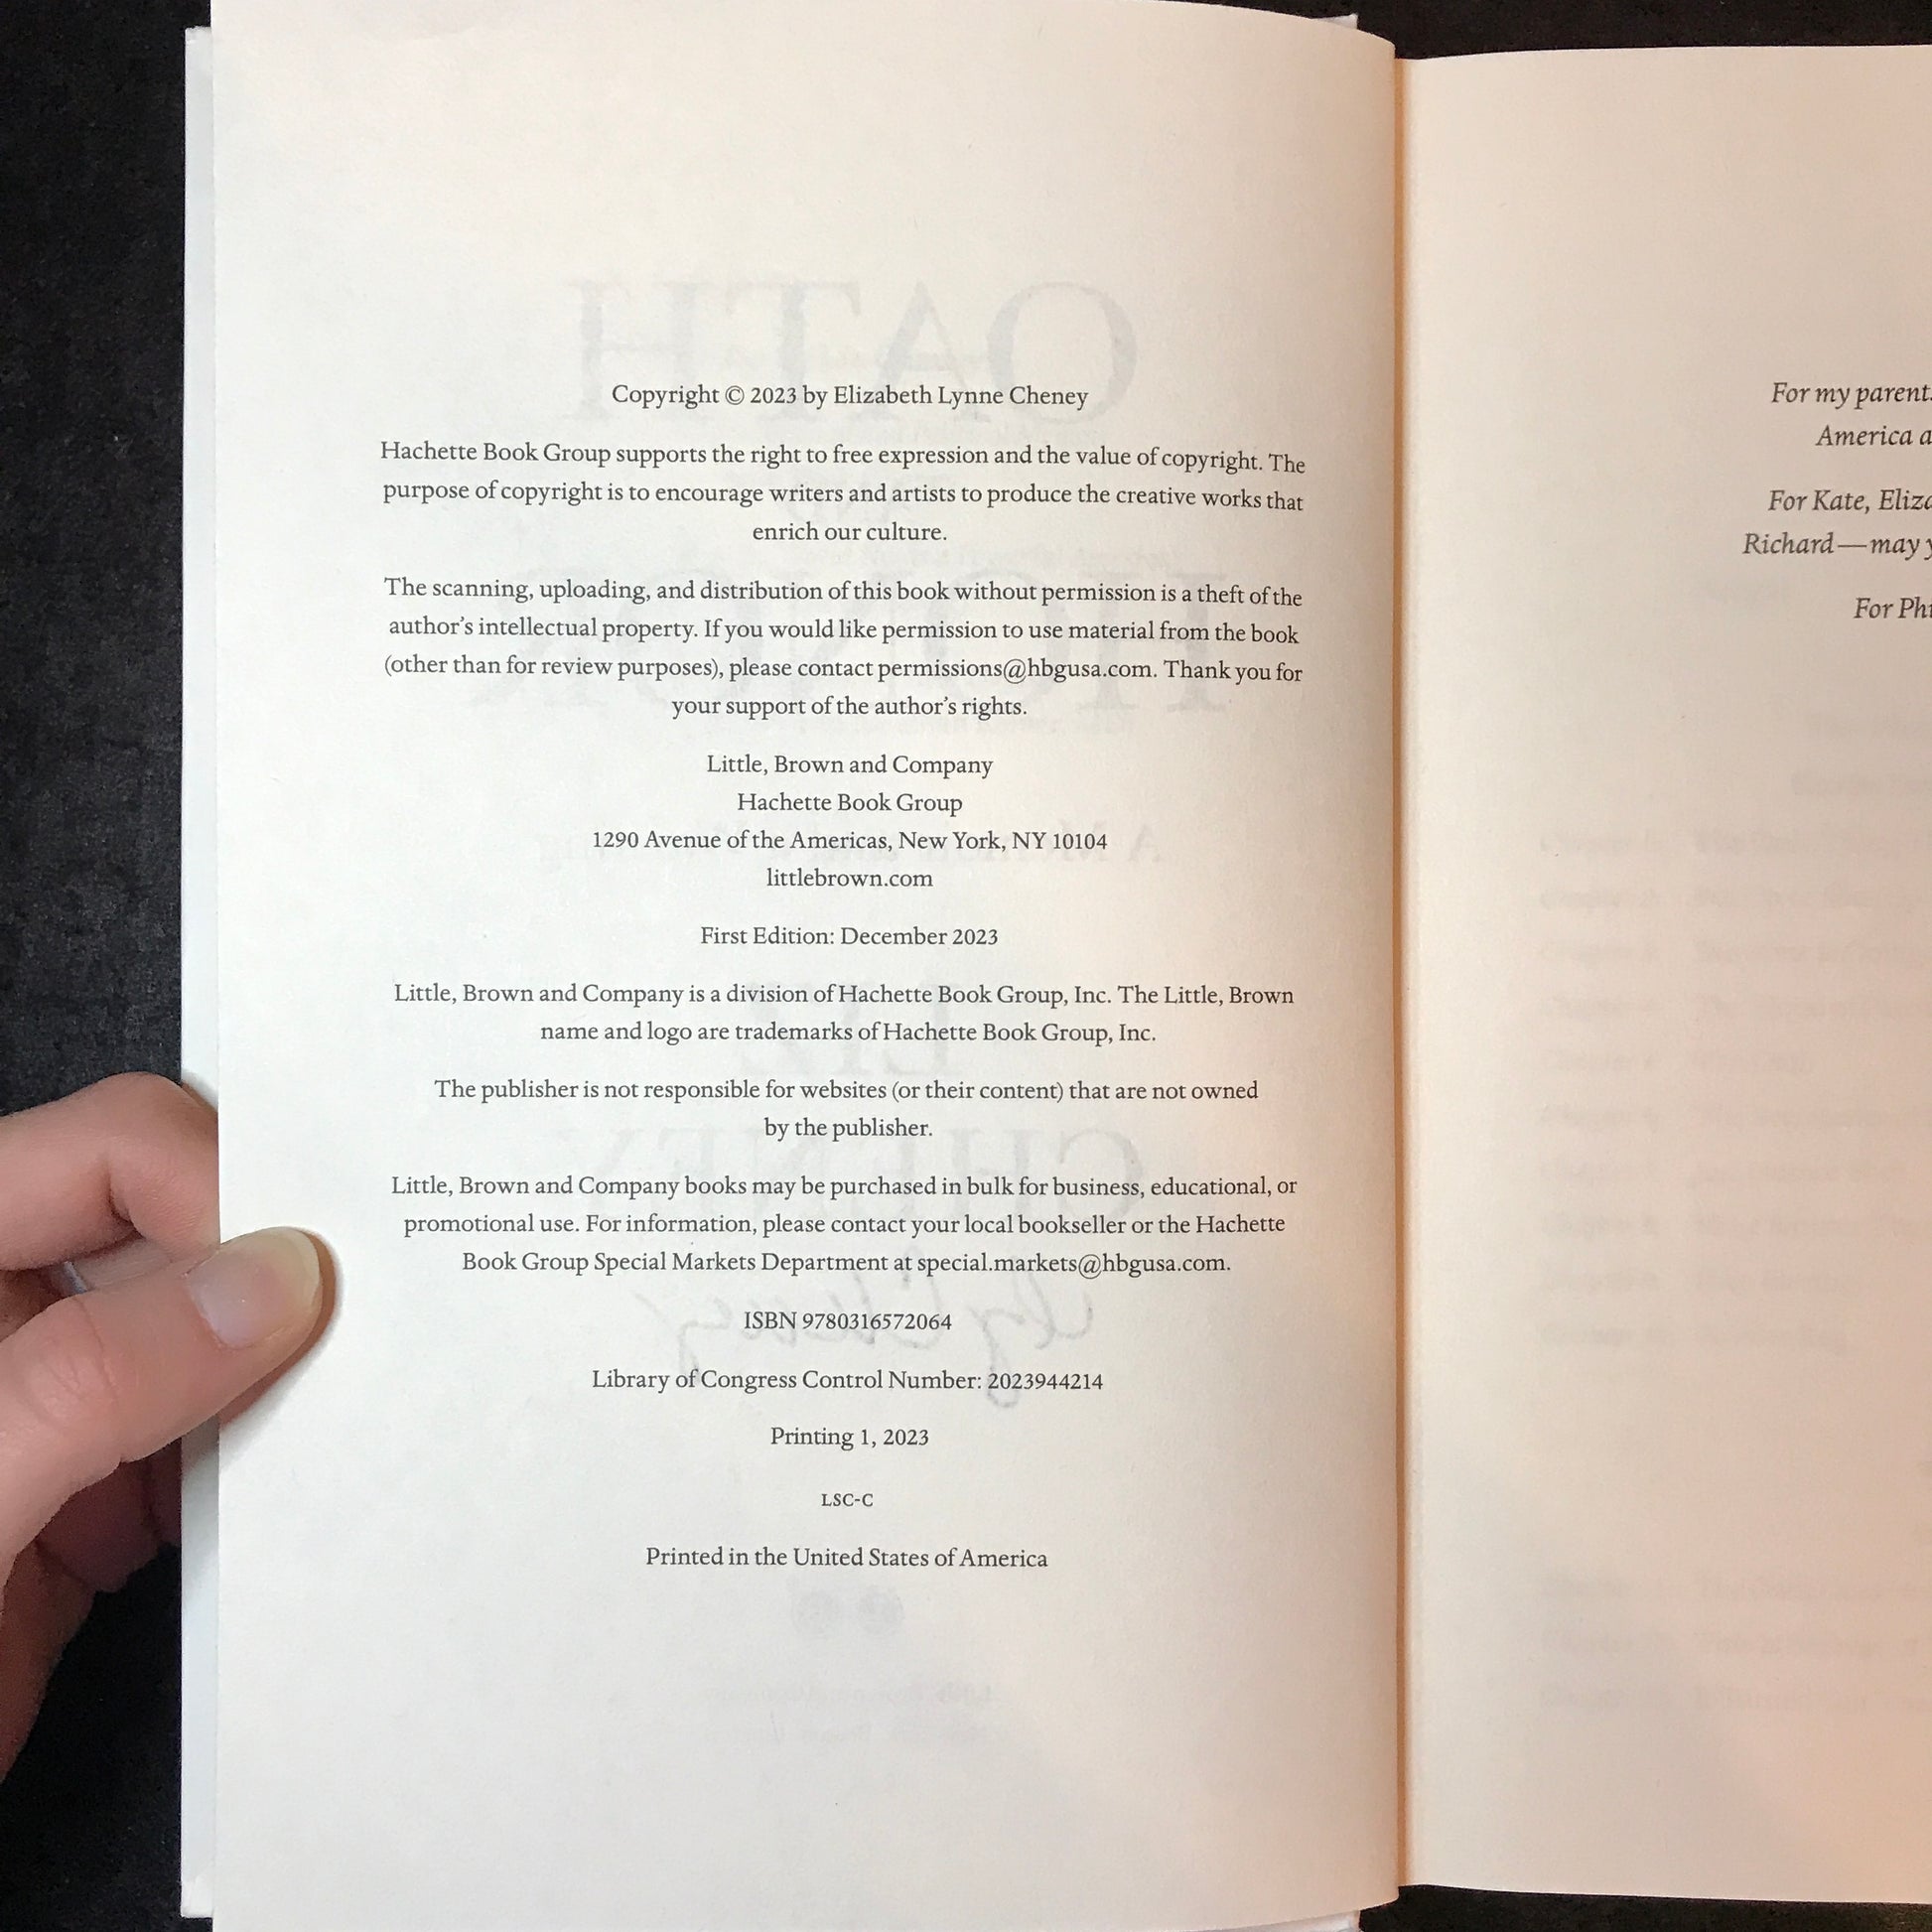 Copyright © 2023 by Elizabeth Lynne Cheney
Hachette Book Group supports the right to free expression and the value of copyright. The
purpose of copyright is to encourage writers and artists to produce the creative works that
enrich our culture.
The scanning, uploading, and distribution of this book without permission is a theft of the
author’s intellectual property. If you would like permission to use material from the book
(other than for review purposes), please contact permissions@hbgusa.com. Thank you for
your support of the author’s rights.
Little, Brown and Company
Hachette Book Group
1290 Avenue of the Americas, New York, NY 10104
littlebrown.com
First Edition: December 2023
Little, Brown and Company is a division of Hachette Book Group, Inc. The Little, Brown
name and logo are trademarks of Hachette Book Group, Inc.
The publisher is not responsible for websites (or their content) that are not owned
by the publisher.
Little, Brown and Company books may be purchased in bulk for business, educational, or
promotional use. For information, please contact your local bookseller or the Hachette
Book Group Special Markets Department at special.markets@hbgusa.com.
ISBN 9780316572064
Library of Congress Control Number: 2023944214
Printing 1, 2023
LSC-C
Printed in the United States of America
For my
America
For Kate,
Richard—may
For